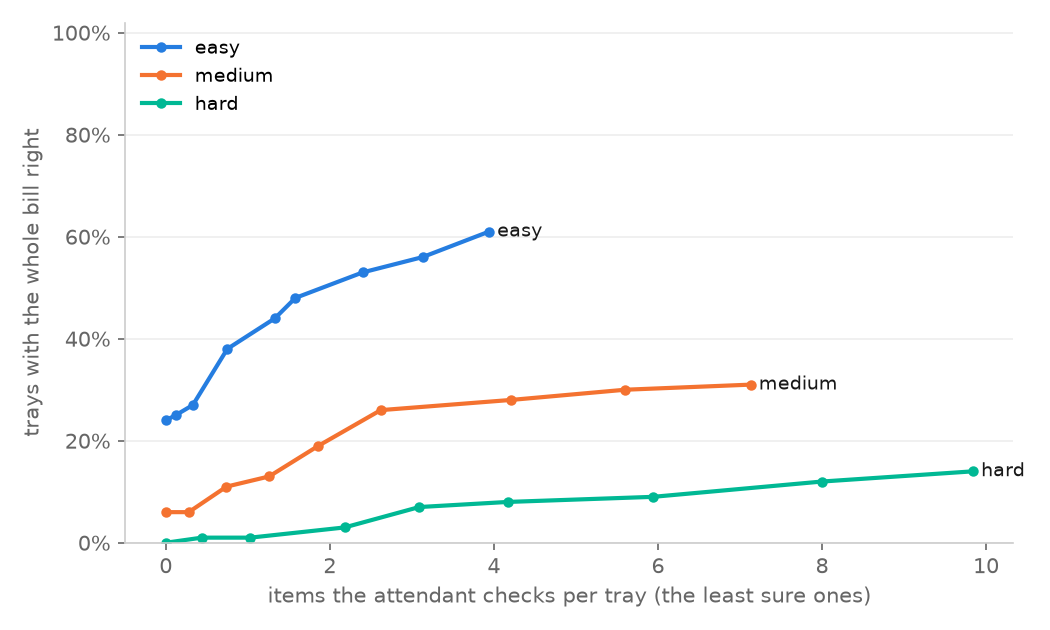 100%
80%
60%
40%
20%
0%
trays with the whole bill right
easy
medium
hard
easy
medium
hard
0 2 4 6 8 10
items the attendant checks per tray (the least sure ones)